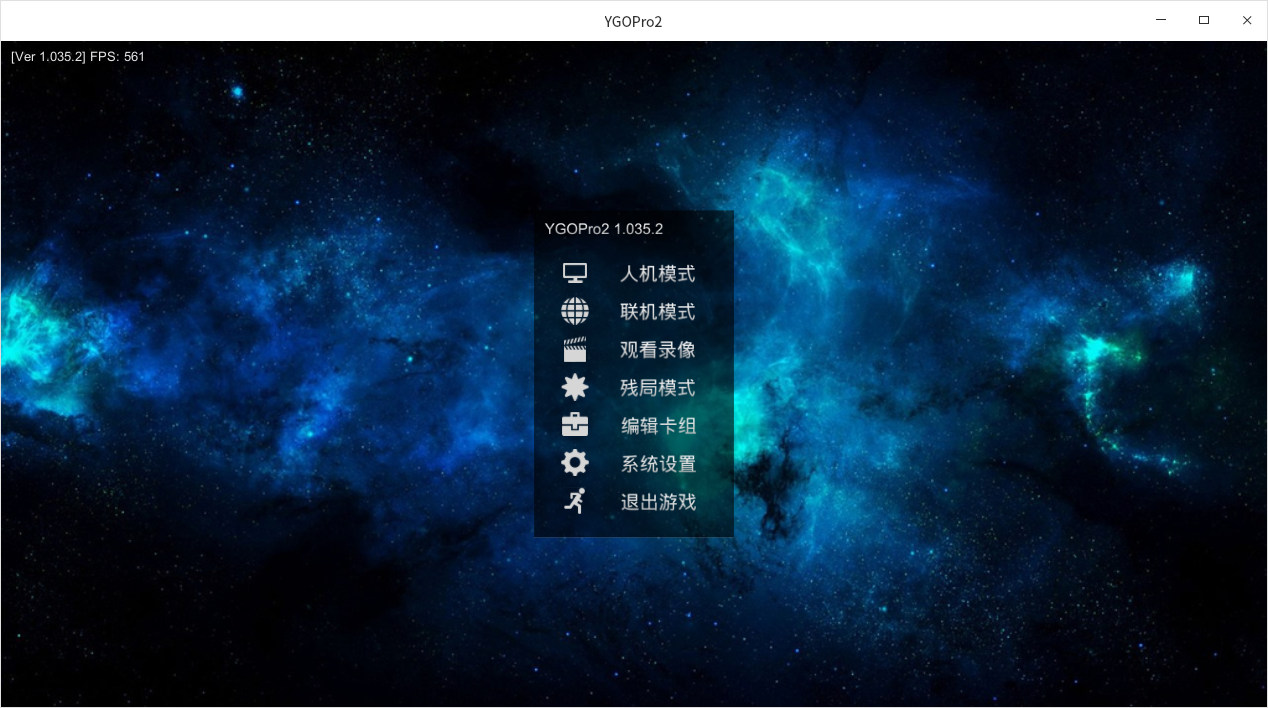 YGOPro2
[Ver 1.035.2] FPS: 561
YGOPro2 1.035.2
人机模式
联机模式
观看录像
残局模式
编辑卡组
系统设置
退出游戏